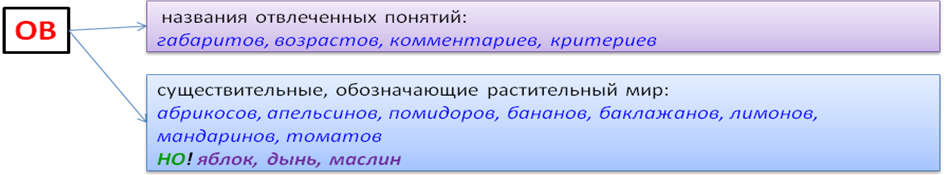 ОВ
названия отвлеченных понятий:
габаритов, возрастов, комментариев, критериев
существительные, обозначающие растительный мир:
абрикосов, апельсинов, помидоров, бананов, баклажанов, лимонов,
мандаринов, томатов
НО! яблок, дынь, маслин